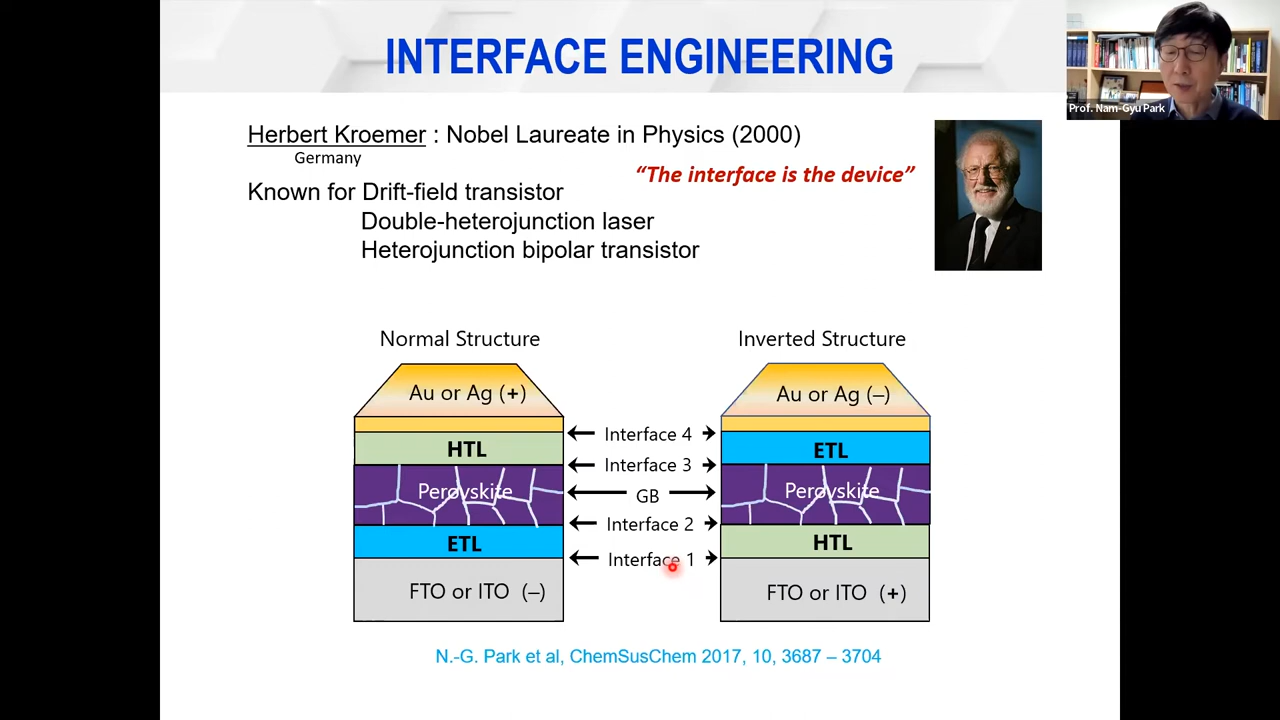 INTERFACE ENGINEERING
Prof. Nam-Gyu Park
Herbert Kroemer : Nobel Laureate in Physics (2000)
Germany
“The interface is the device”
Known for Drift-field transistor
Double-heterojunction laser
Heterojunction bipolar transistor
Normal Structure
Inverted Structure
Au or Ag (+)
HTL
Perovskite
ETL
FTO or ITO (–)
Interface 4
Interface 3
GB
Interface 2
Interface 1
Au or Ag (–)
ETL
Perovskite
HTL
FTO or ITO (+)
N.-G. Park et al, ChemSusChem 2017, 10, 3687 – 3704